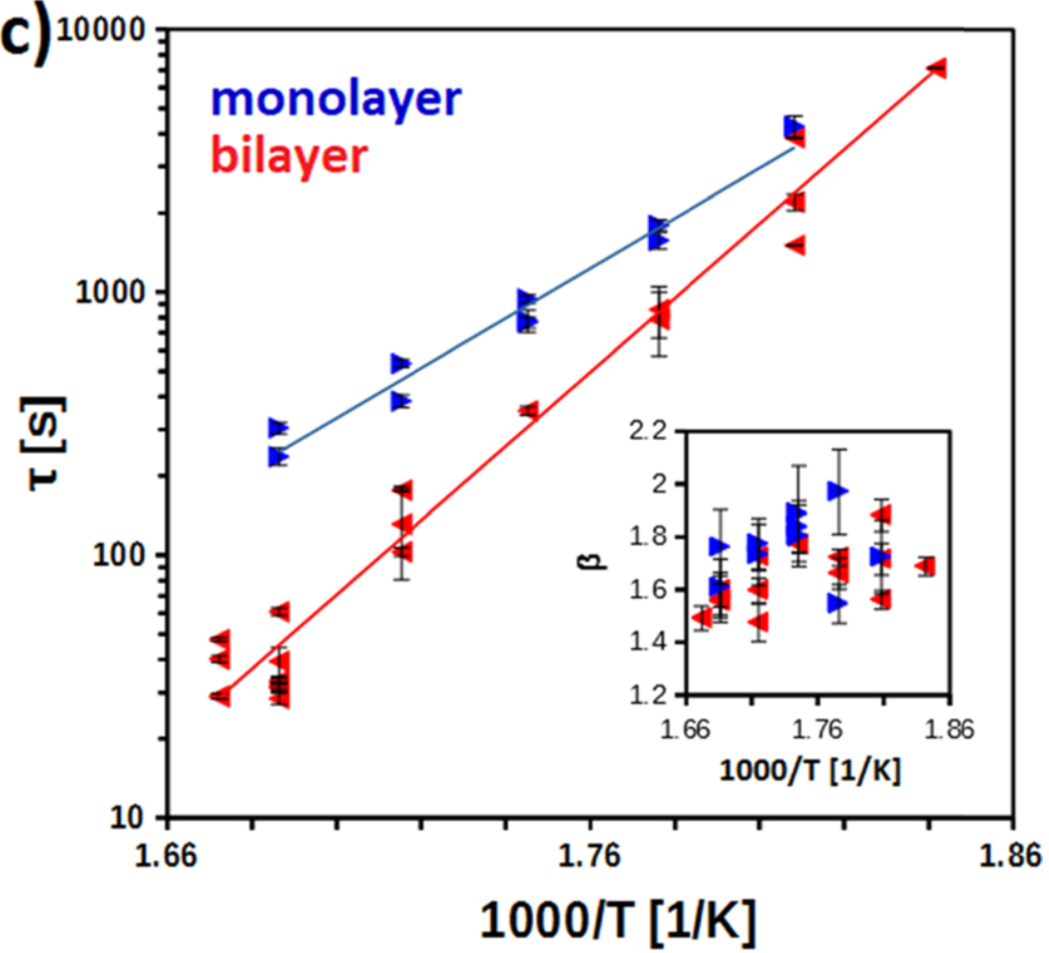 c)
10000
monolayer
bilayer
1000
τ [s]
100
10
1.66
1.76
1.86
1000/T [1/K]
2.2
2
1.8
β
1.6
1.4
1.2
1.66
1.76
1.86
1000/T [1/K]